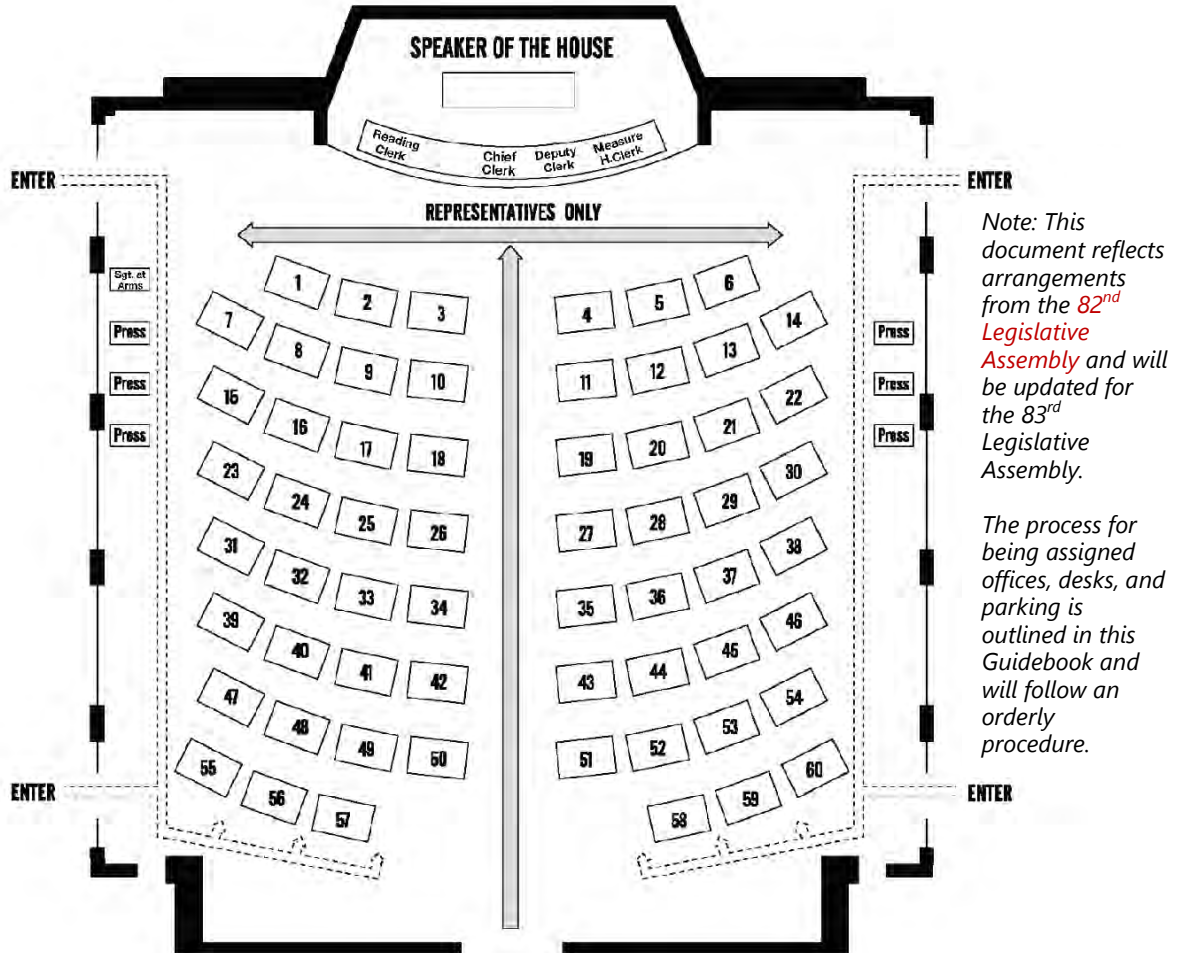 SPEAKER OF THE HOUSE
Reading
Clerk
Chief
Clerk
Deputy
Clerk
Measure
H.Clerk
ENTER
ENTER
REPRESENTATIVES ONLY
Sgt. at
Arms
Press
Press
Press
Press
Press
Press
1 2 3 4 5 6
7 8 9 10 11 12 13 14
15 16 17 18 19 20 21 22
23 24 25 26 27 28 29 30
31 32 33 34 35 36 37 38
39 40 41 42 43 44 45 46
47 48 49 50 51 52 53 54
55 56 57 58 59 60
ENTER
ENTER
Note: This
document reflects
arrangements
from the 82nd
Legislative
Assembly and will
be updated for
the 83rd
Legislative
Assembly.
The process for
being assigned
offices, desks, and
parking is
outlined in this
Guidebook and
will follow an
orderly
procedure.